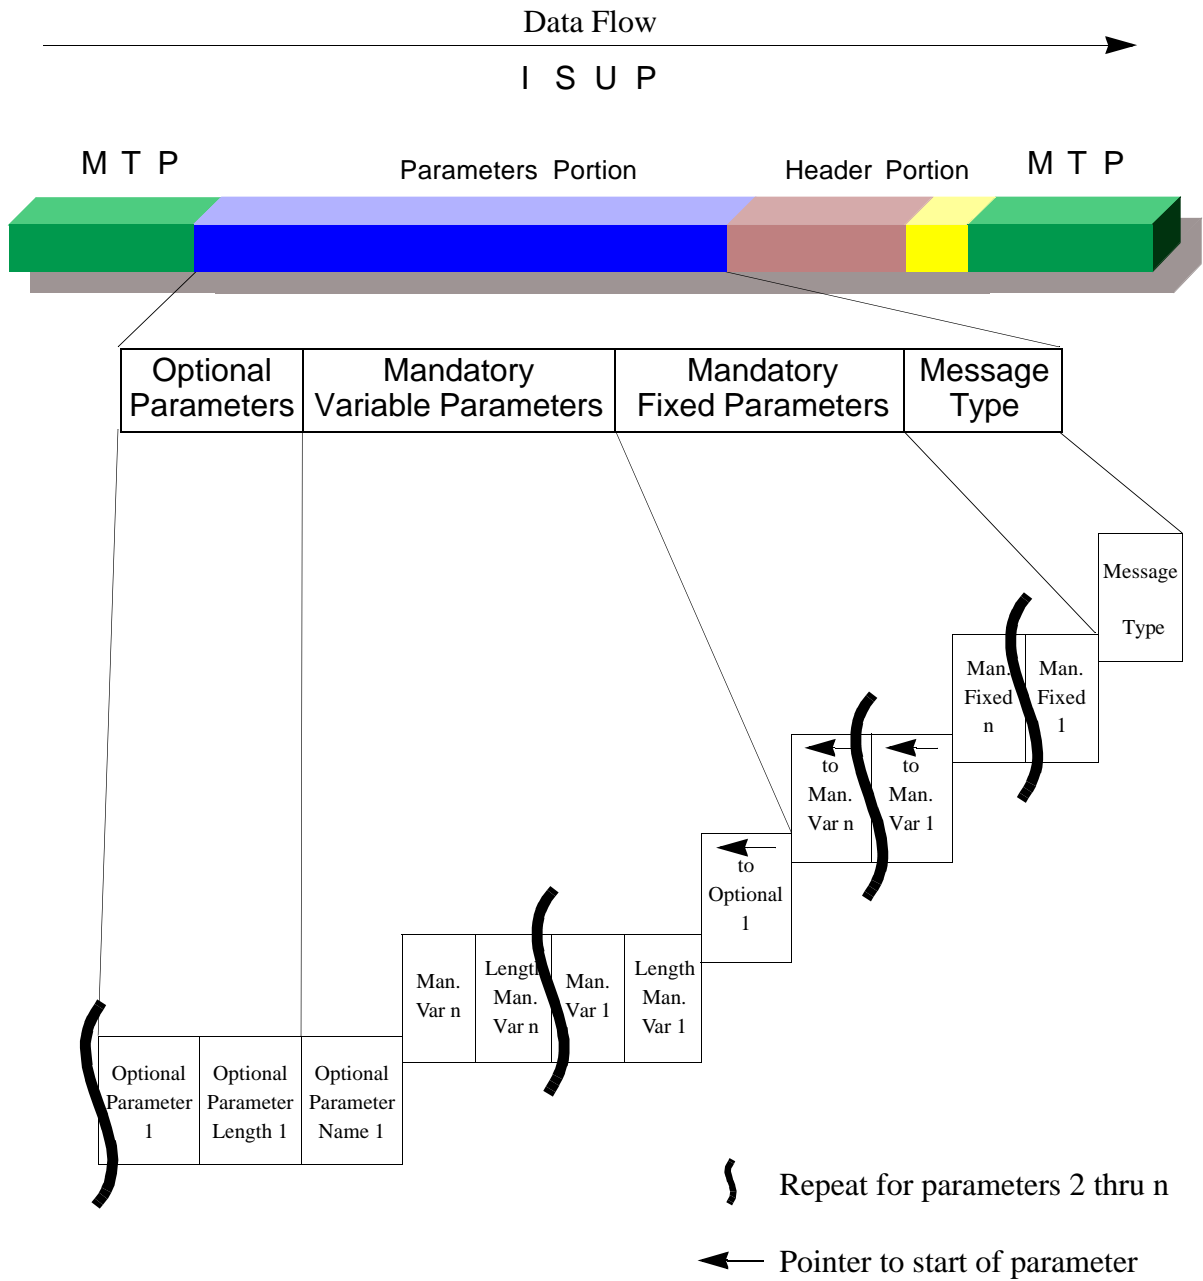 Data Flow
I S U P
M T P
Parameters Portion
Header Portion
M T P
Optional
Parameters
Mandatory
Variable Parameters
Mandatory
Fixed Parameters
Message
Type
Message
Type
Man.
Fixed
n
Man.
Fixed
1
to
Man.
Var n
to
Man.
Var 1
to
Optional
1
Man.
Var n
Length
Man.
Var n
Man.
Var 1
Length
Man.
Var 1
Optional
Parameter
1
Optional
Parameter
Length 1
Optional
Parameter
Name 1
Repeat for parameters 2 thru n
Pointer to start of parameter